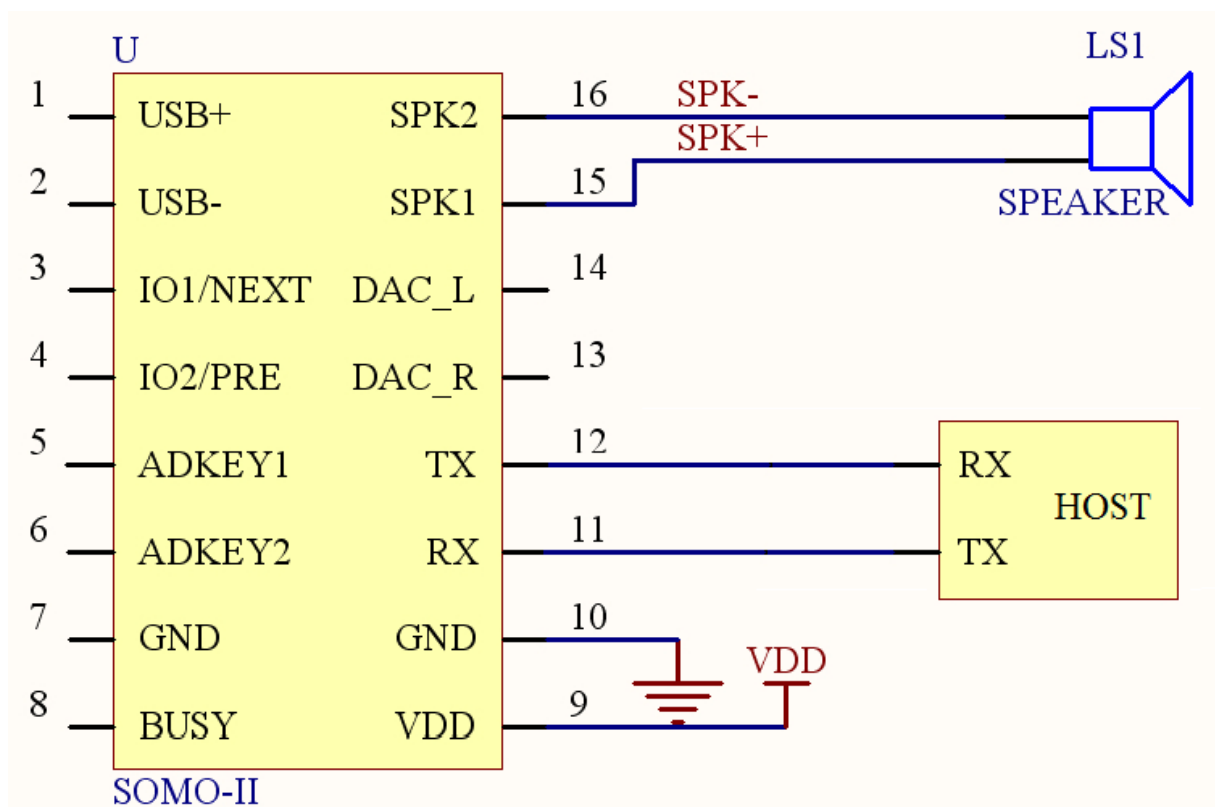 U
LS1
1 USB+ SPK2 16 SPK-
SPK+
2 USB- SPK1 15 SPEAKER
3 IO1/NEXT DAC_L 14
4 IO2/PRE DAC_R 13
5 ADKEY1 TX 12 RX
HOST
6 ADKEY2 RX 11 TX
7 GND GND 10
VDD
8 BUSY VDD 9
SOMO-II